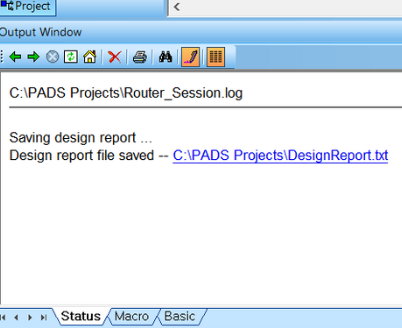 Project
Output Window
C:\PADS Projects\Router_Session.log
Saving design report ...
Design report file saved -- C:\PADS Projects\DesignReport.txt
Status Macro Basic